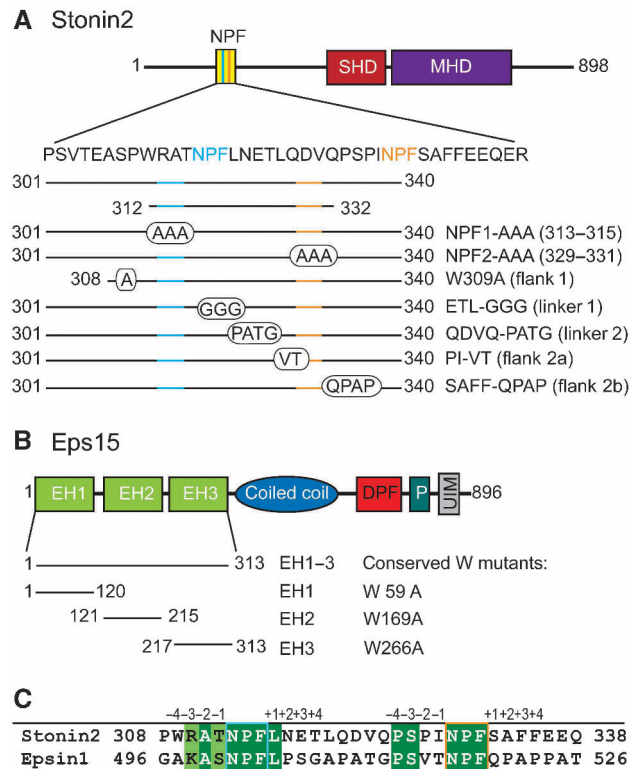 A Stonin2
NPF
1 SHD MHD 898
PSVTEASPWRATNPFLNETLQDVQPSPINPFSAFFEEQER
301 340
312 332
301 AAA 340 NPF1-AAA (313–315)
301 AAA 340 NPF2-AAA (329–331)
308 A 340 W309A (flank 1)
301 GGG 340 ETL-GGG (linker 1)
301 PATG 340 QDVQ-PATG (linker 2)
301 VT 340 PI-VT (flank 2a)
301 QPAP 340 SAFF-QPAP (flank 2b)
B Eps15
1 EH1 EH2 EH3 Coiled coil DPF P UIM 896
1 313 EH1–3 Conserved W mutants:
1 120 EH1 W 59 A
121 215 EH2 W169A
217 313 EH3 W266A
C
–4–3–2–1 +1+2+3+4 –4–3–2–1 +1+2+3+4
Stonin2 308 PWRATNPFLNETLQDVQPSPINPFSAFFEEQ 338
Epsin1 496 GAKASNPFLPSGAPATGPSVTNPFQPAPPAT 526